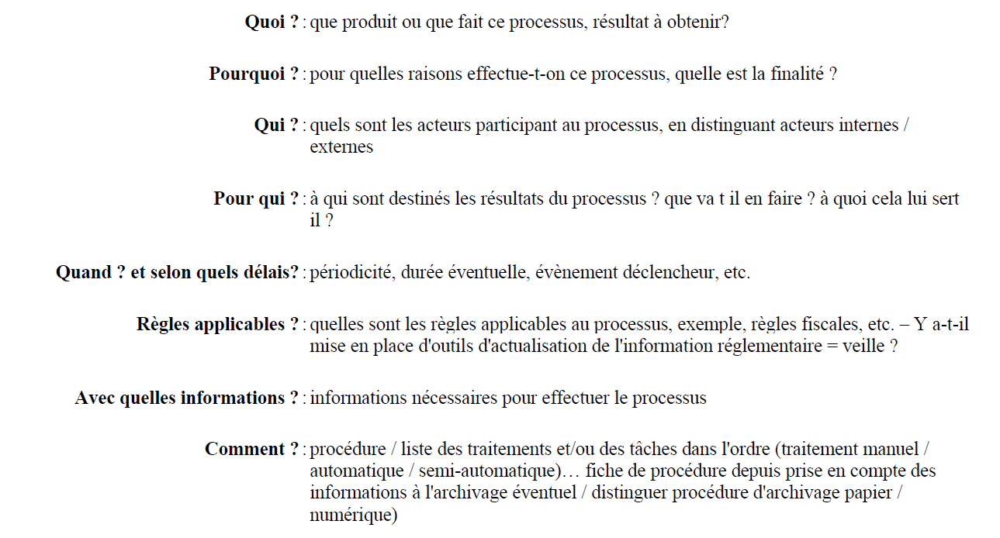 Quoi ? : que produit ou que fait ce processus, résultat à obtenir?
Pourquoi ? : pour quelles raisons effectue-t-on ce processus, quelle est la finalité ?
Qui ? : quels sont les acteurs participant au processus, en distinguant acteurs internes /
externes
Pour qui ? : à qui sont destinés les résultats du processus ? que va t il en faire ? à quoi cela lui sert
il ?
Quand ? et selon quels délais? : périodicité, durée éventuelle, évènement déclencheur, etc.
Règles applicables ? : quelles sont les règles applicables au processus, exemple, règles fiscales, etc. – Y a-t-il
mise en place d'outils d'actualisation de l'information réglementaire = veille ?
Avec quelles informations ? : informations nécessaires pour effectuer le processus
Comment ? : procédure / liste des traitements et/ou des tâches dans l'ordre (traitement manuel /
automatique / semi-automatique)… fiche de procédure depuis prise en compte des
informations à l'archivage éventuel / distinguer procédure d'archivage papier /
numérique)